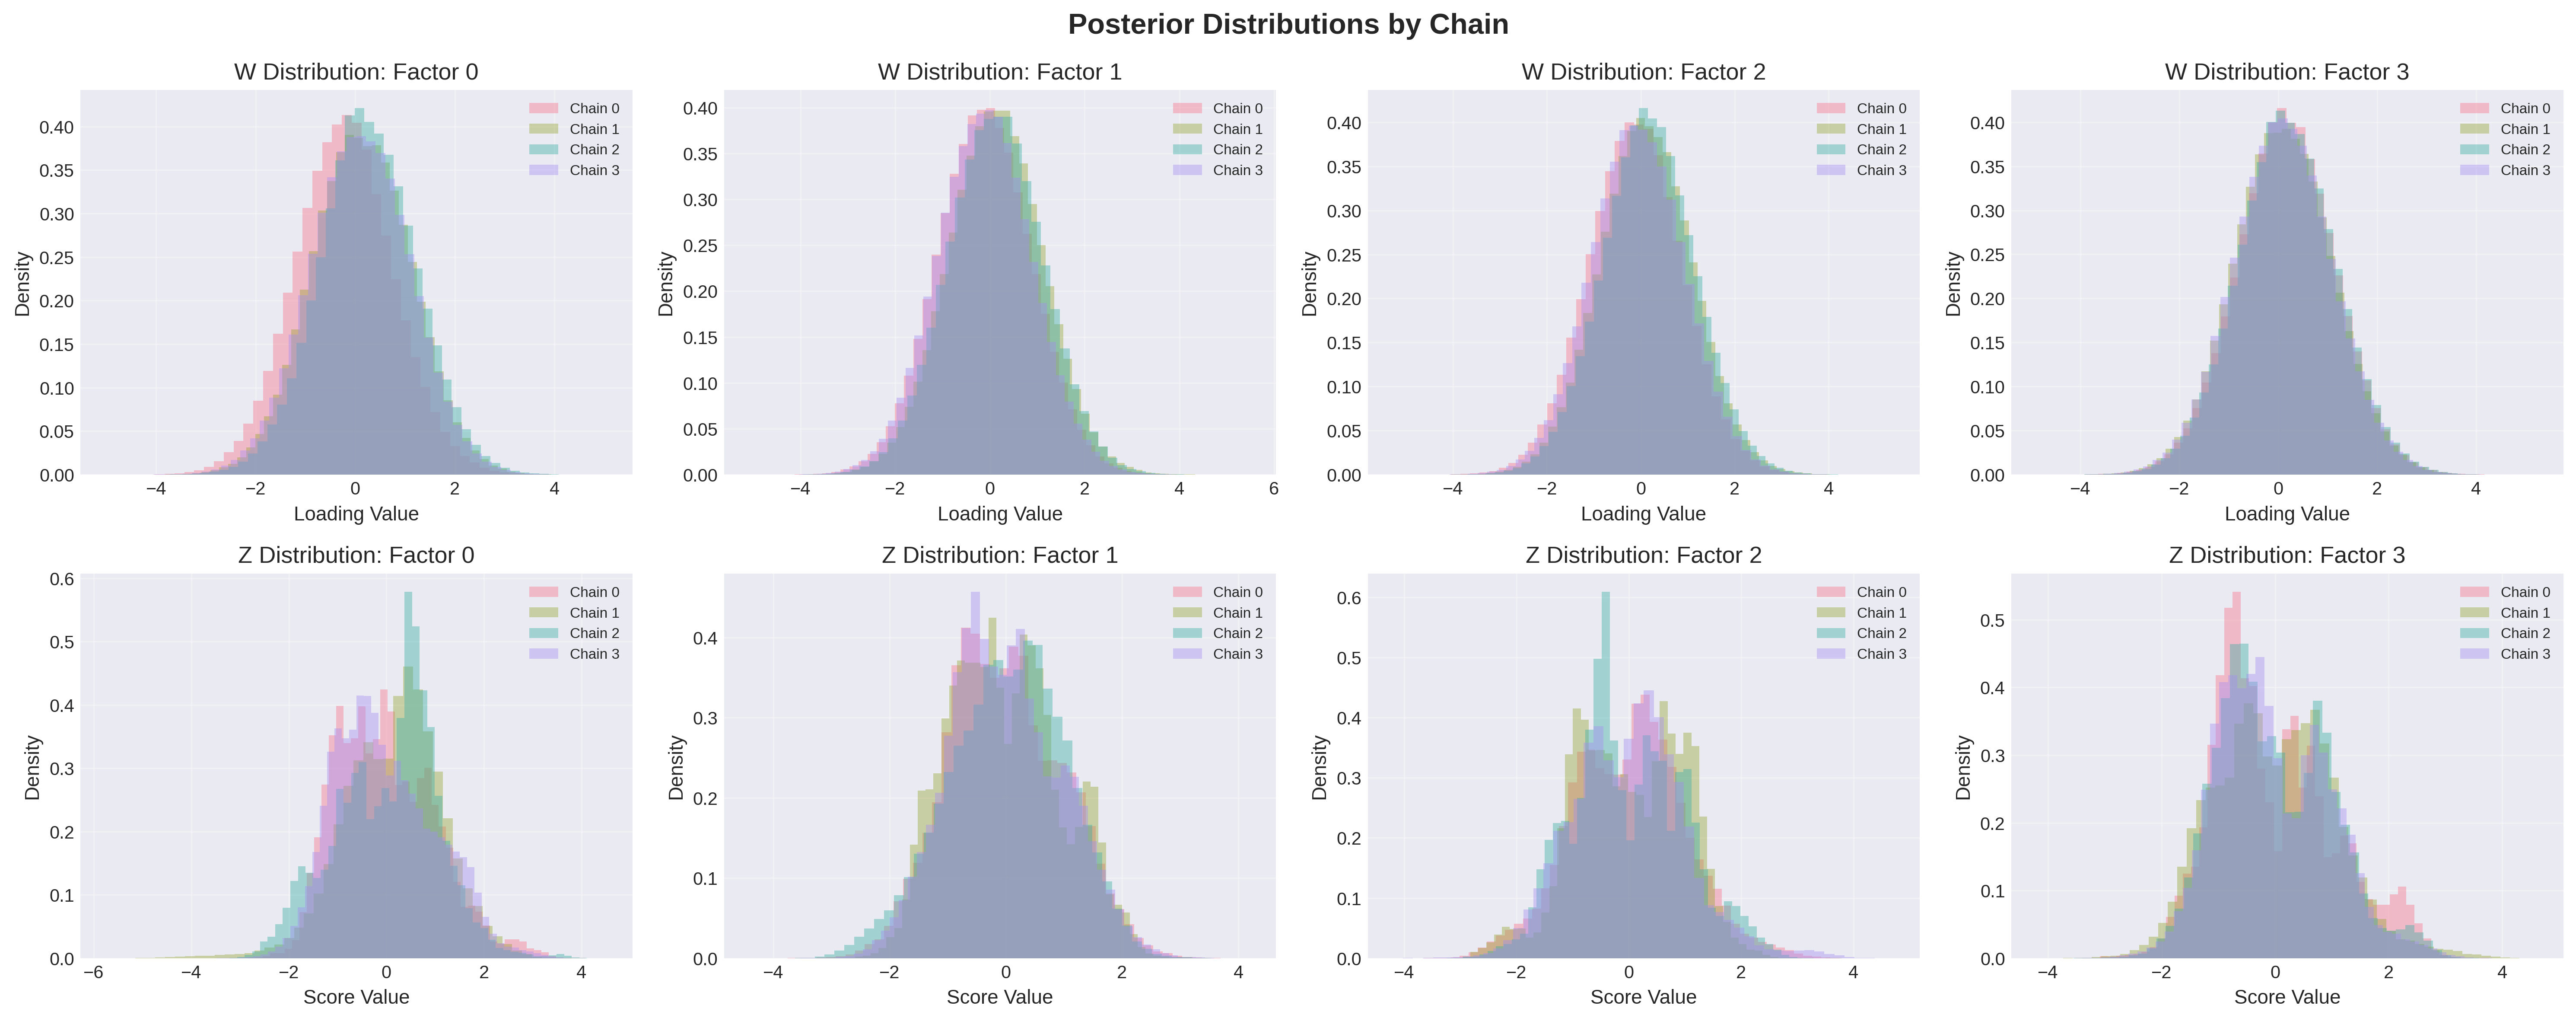 Posterior Distributions by Chain
W Distribution: Factor 0
0.40
0.35
0.30
0.25
0.20
0.15
0.10
0.05
0.00
Density
−4
−2
0
2
4
Loading Value
Chain 0
Chain 1
Chain 2
Chain 3
W Distribution: Factor 1
0.40
0.35
0.30
0.25
0.20
0.15
0.10
0.05
0.00
Density
−4
−2
0
2
4
6
Loading Value
Chain 0
Chain 1
Chain 2
Chain 3
W Distribution: Factor 2
0.40
0.35
0.30
0.25
0.20
0.15
0.10
0.05
0.00
Density
−4
−2
0
2
4
Loading Value
Chain 0
Chain 1
Chain 2
Chain 3
W Distribution: Factor 3
0.40
0.35
0.30
0.25
0.20
0.15
0.10
0.05
0.00
Density
−4
−2
0
2
4
Loading Value
Chain 0
Chain 1
Chain 2
Chain 3
Z Distribution: Factor 0
0.6
0.5
0.4
0.3
0.2
0.1
0.0
Density
−6
−4
−2
0
2
4
Score Value
Chain 0
Chain 1
Chain 2
Chain 3
Z Distribution: Factor 1
0.4
0.3
0.2
0.1
0.0
Density
−4
−2
0
2
4
Score Value
Chain 0
Chain 1
Chain 2
Chain 3
Z Distribution: Factor 2
0.6
0.5
0.4
0.3
0.2
0.1
0.0
Density
−4
−2
0
2
4
Score Value
Chain 0
Chain 1
Chain 2
Chain 3
Z Distribution: Factor 3
0.5
0.4
0.3
0.2
0.1
0.0
Density
−4
−2
0
2
4
Score Value
Chain 0
Chain 1
Chain 2
Chain 3